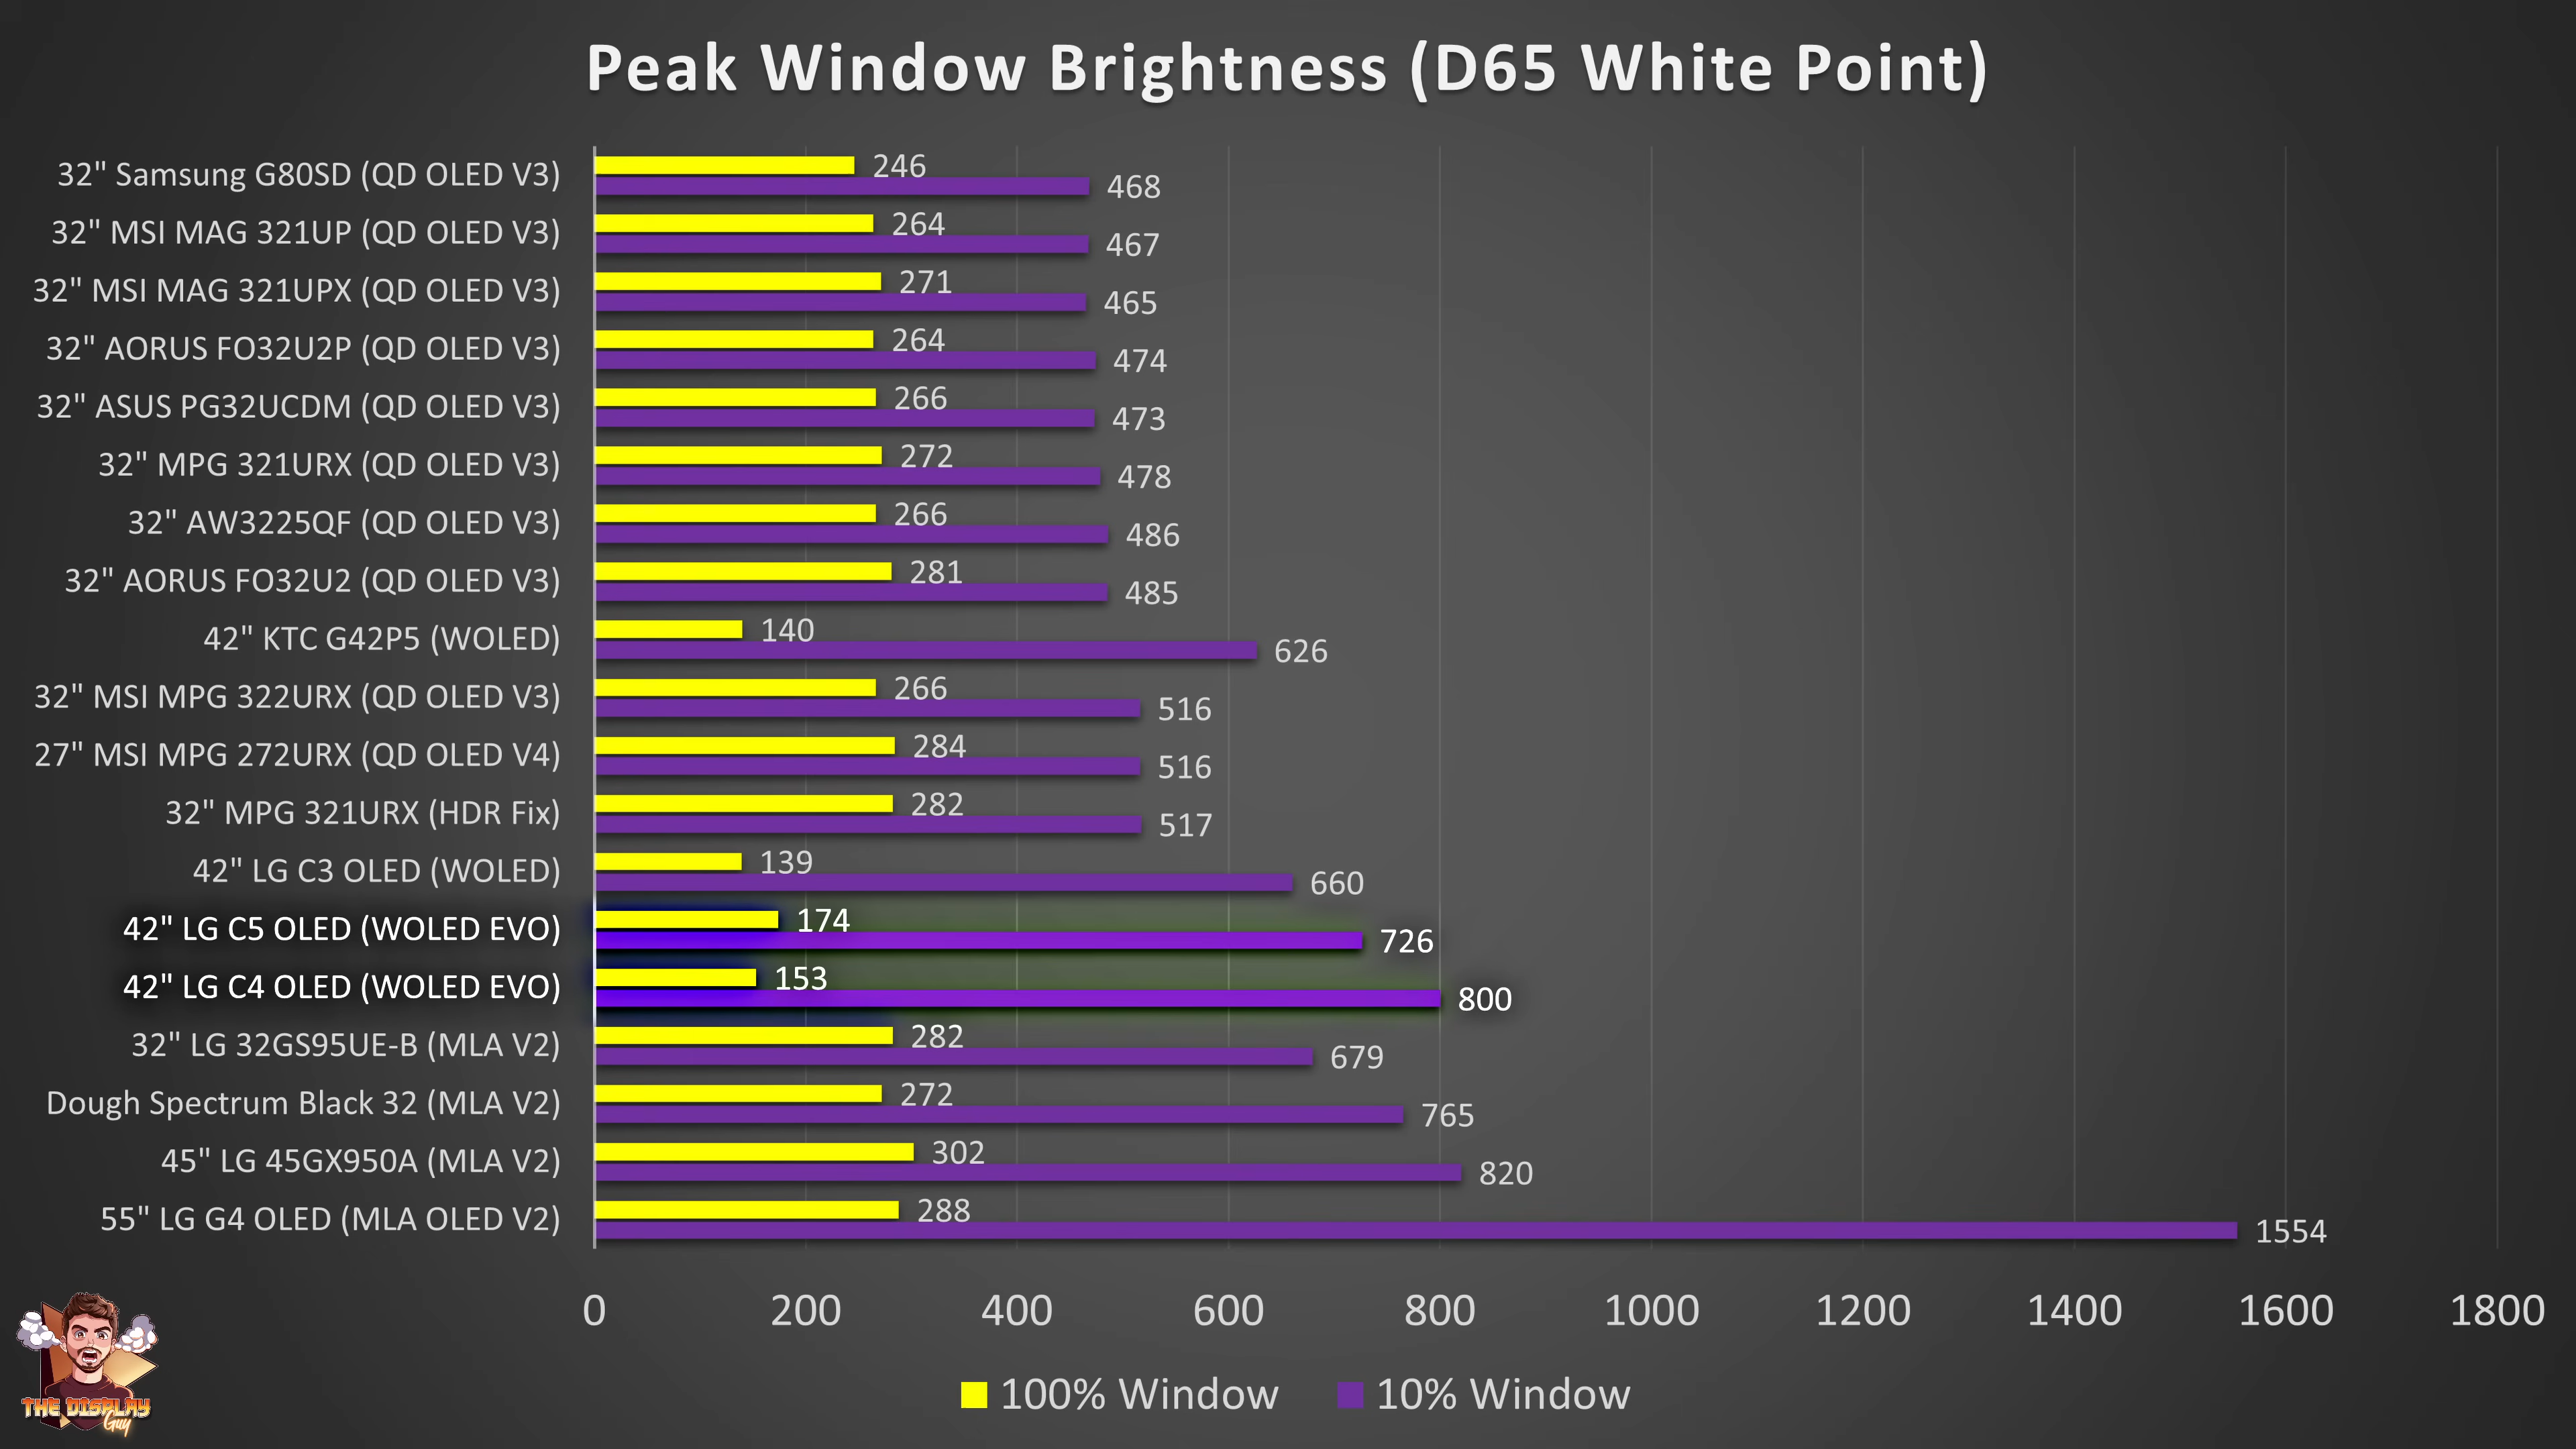 Peak Window Brightness (D65 White Point)
32" Samsung G80SD (QD OLED V3) 246 468
32" MSI MAG 321UP (QD OLED V3) 264 467
32" MSI MAG 321UPX (QD OLED V3) 271 465
32" AORUS FO32U2P (QD OLED V3) 264 474
32" ASUS PG32UCDM (QD OLED V3) 266 473
32" MPG 321URX (QD OLED V3) 272 478
32" AW3225QF (QD OLED V3) 266 486
32" AORUS FO32U2 (QD OLED V3) 281 485
42" KTC G42P5 (WOLED) 140 626
32" MSI MPG 322URX (QD OLED V3) 266 516
27" MSI MPG 272URX (QD OLED V4) 284 516
32" MPG 321URX (HDR Fix) 282 517
42" LG C3 OLED (WOLED) 139 660
42" LG C5 OLED (WOLED EVO) 174 726
42" LG C4 OLED (WOLED EVO) 153 800
32" LG 32GS95UE-B (MLA V2) 282 679
Dough Spectrum Black 32 (MLA V2) 272 765
45" LG 45GX950A (MLA V2) 302 820
55" LG G4 OLED (MLA OLED V2) 288 1554
0 200 400 600 800 1000 1200 1400 1600 1800
100% Window 10% Window
THE DISPLAY
Guy